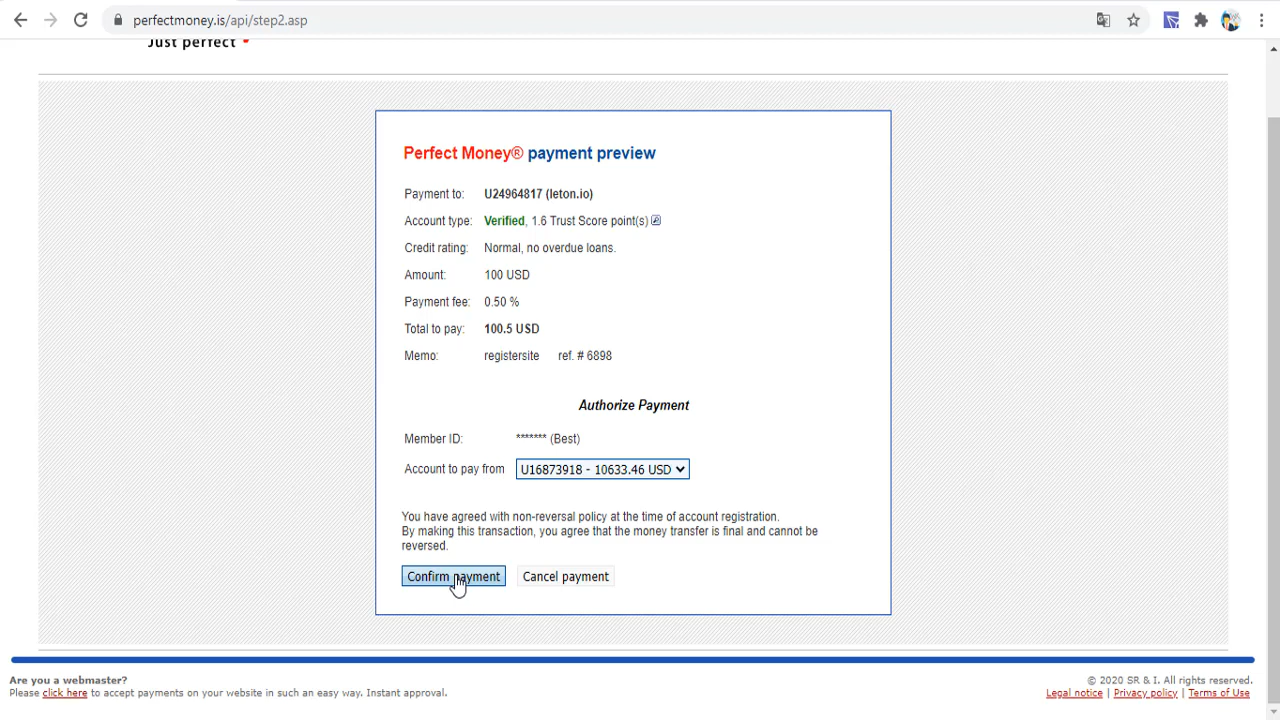 perfectmoney.is/api/step2.asp
Just perfect
Perfect Money® payment preview
Payment to: U24964817 (leton.io)
Account type: Verified, 1.6 Trust Score point(s)
Credit rating: Normal, no overdue loans.
Amount: 100 USD
Payment fee: 0.50 %
Total to pay: 100.5 USD
Memo: registersite ref. # 6898
Authorize Payment
Member ID: ******* (Best)
Account to pay from U16873918 - 10633.46 USD
You have agreed with non-reversal policy at the time of account registration.
By making this transaction, you agree that the money transfer is final and cannot be
reversed.
Confirm payment Cancel payment
Are you a webmaster?
Please click here to accept payments on your website in such an easy way. Instant approval.
© 2020 SR & I. All rights reserved.
Legal notice | Privacy policy | Terms of Use